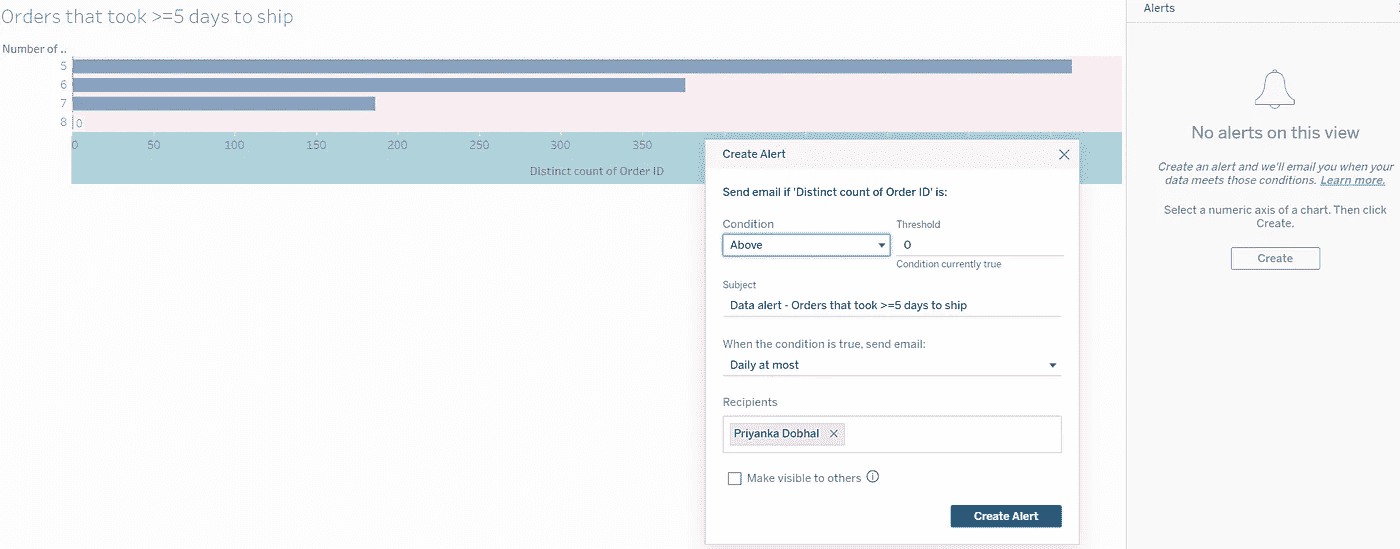 Orders that took >=5 days to ship
Number of ..
5
6
7
8
0
0 50 100 150 200 250 300 350
Distinct count of Order ID
Create Alert
Send email if 'Distinct count of Order ID' is:
Condition
Threshold
Above
0
Condition currently true
Subject
Data alert - Orders that took >=5 days to ship
When the condition is true, send email:
Daily at most
Recipients
Priyanka Dobhal
Make visible to others
Create Alert
Alerts
No alerts on this view
Create an alert and we'll email you when your
data meets those conditions. Learn more.
Select a numeric axis of a chart. Then click
Create.
Create